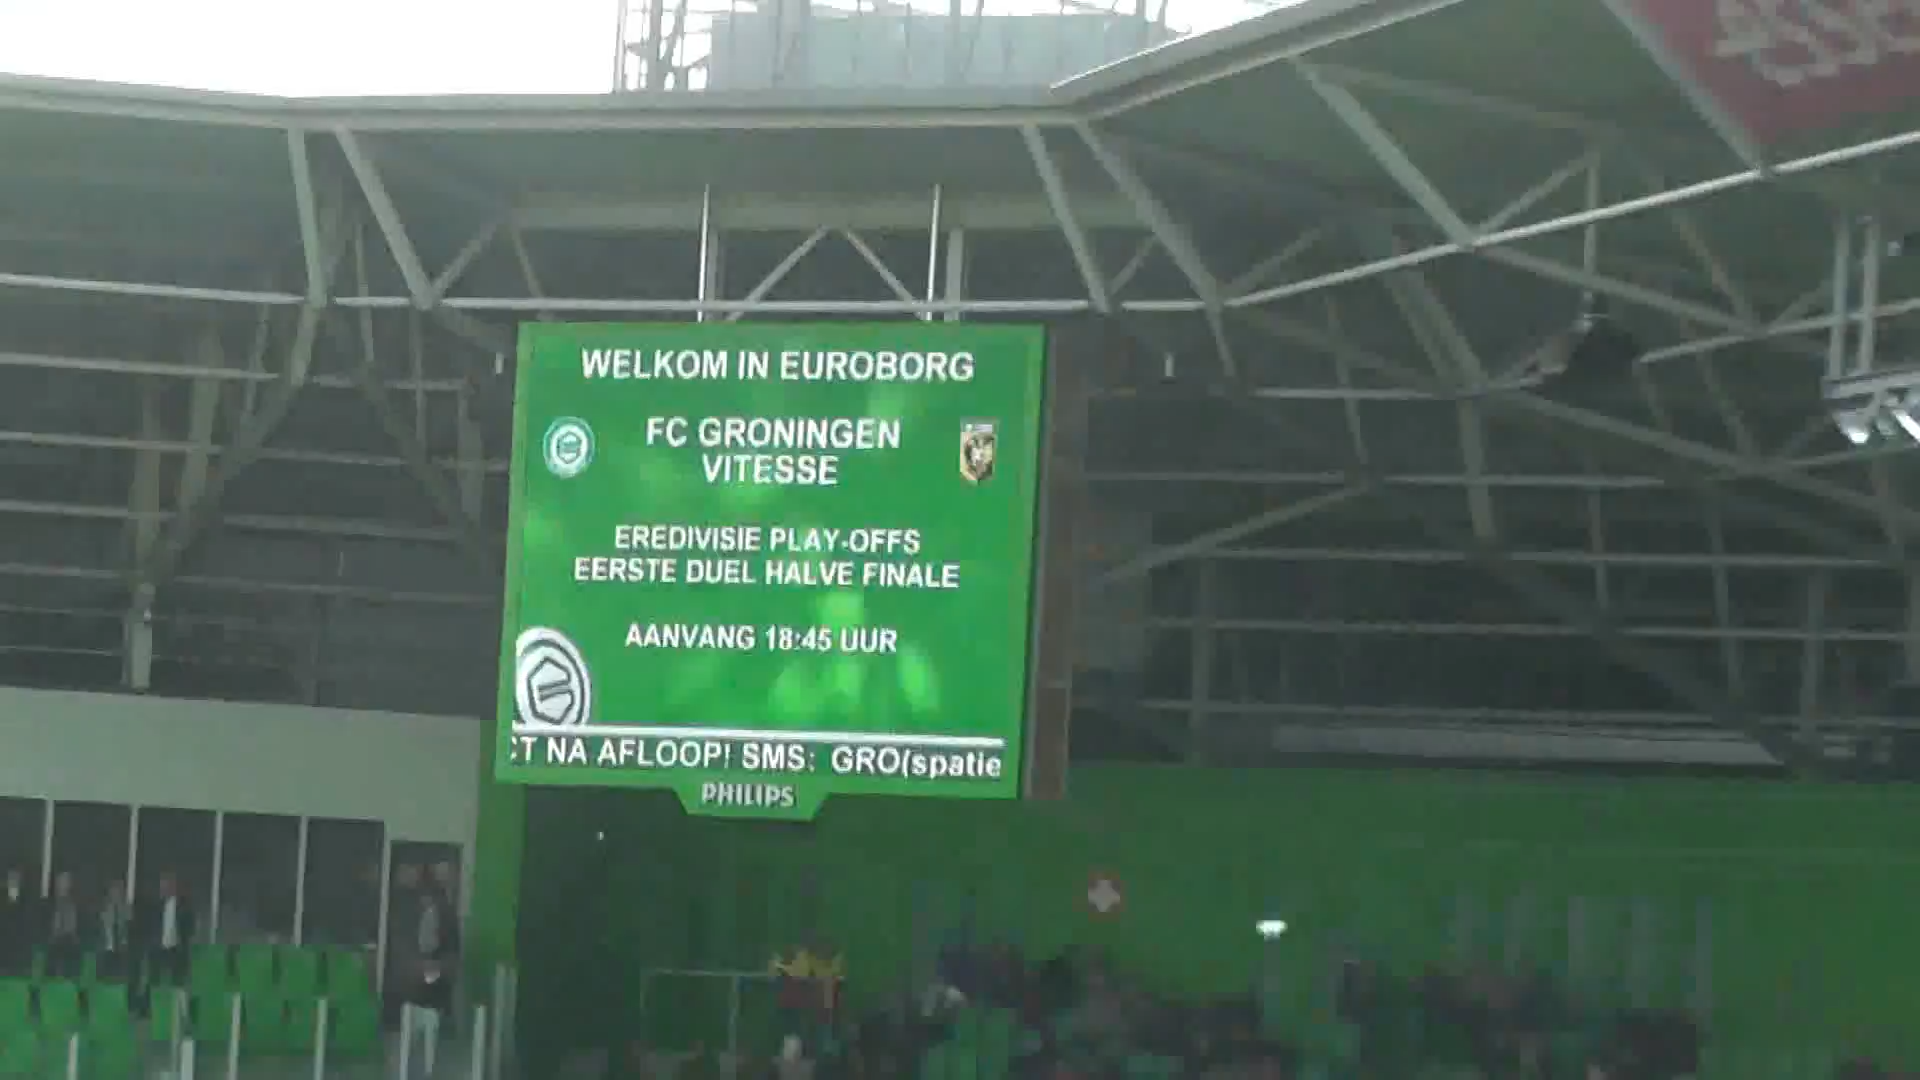 WELKOM IN EUROBORG
FC GRONINGEN
VITESSE
EREDIVISIE PLAY-OFFS
EERSTE DUEL HALVE FINALE
AANVANG 18:45 UUR
CT NA AFLOOP! SMS: GRO(spatie
PHILIPS